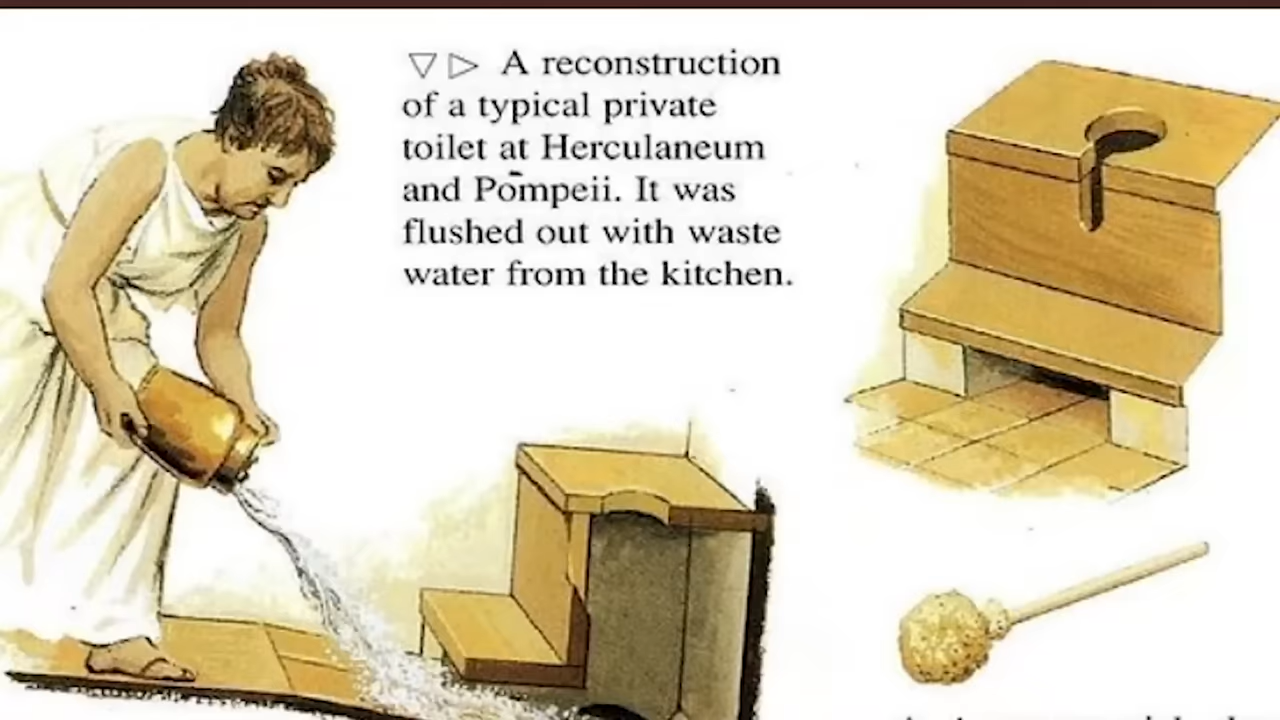 ▽ ▷ A reconstruction
of a typical private
toilet at Herculaneum
and Pompeii. It was
flushed out with waste
water from the kitchen.